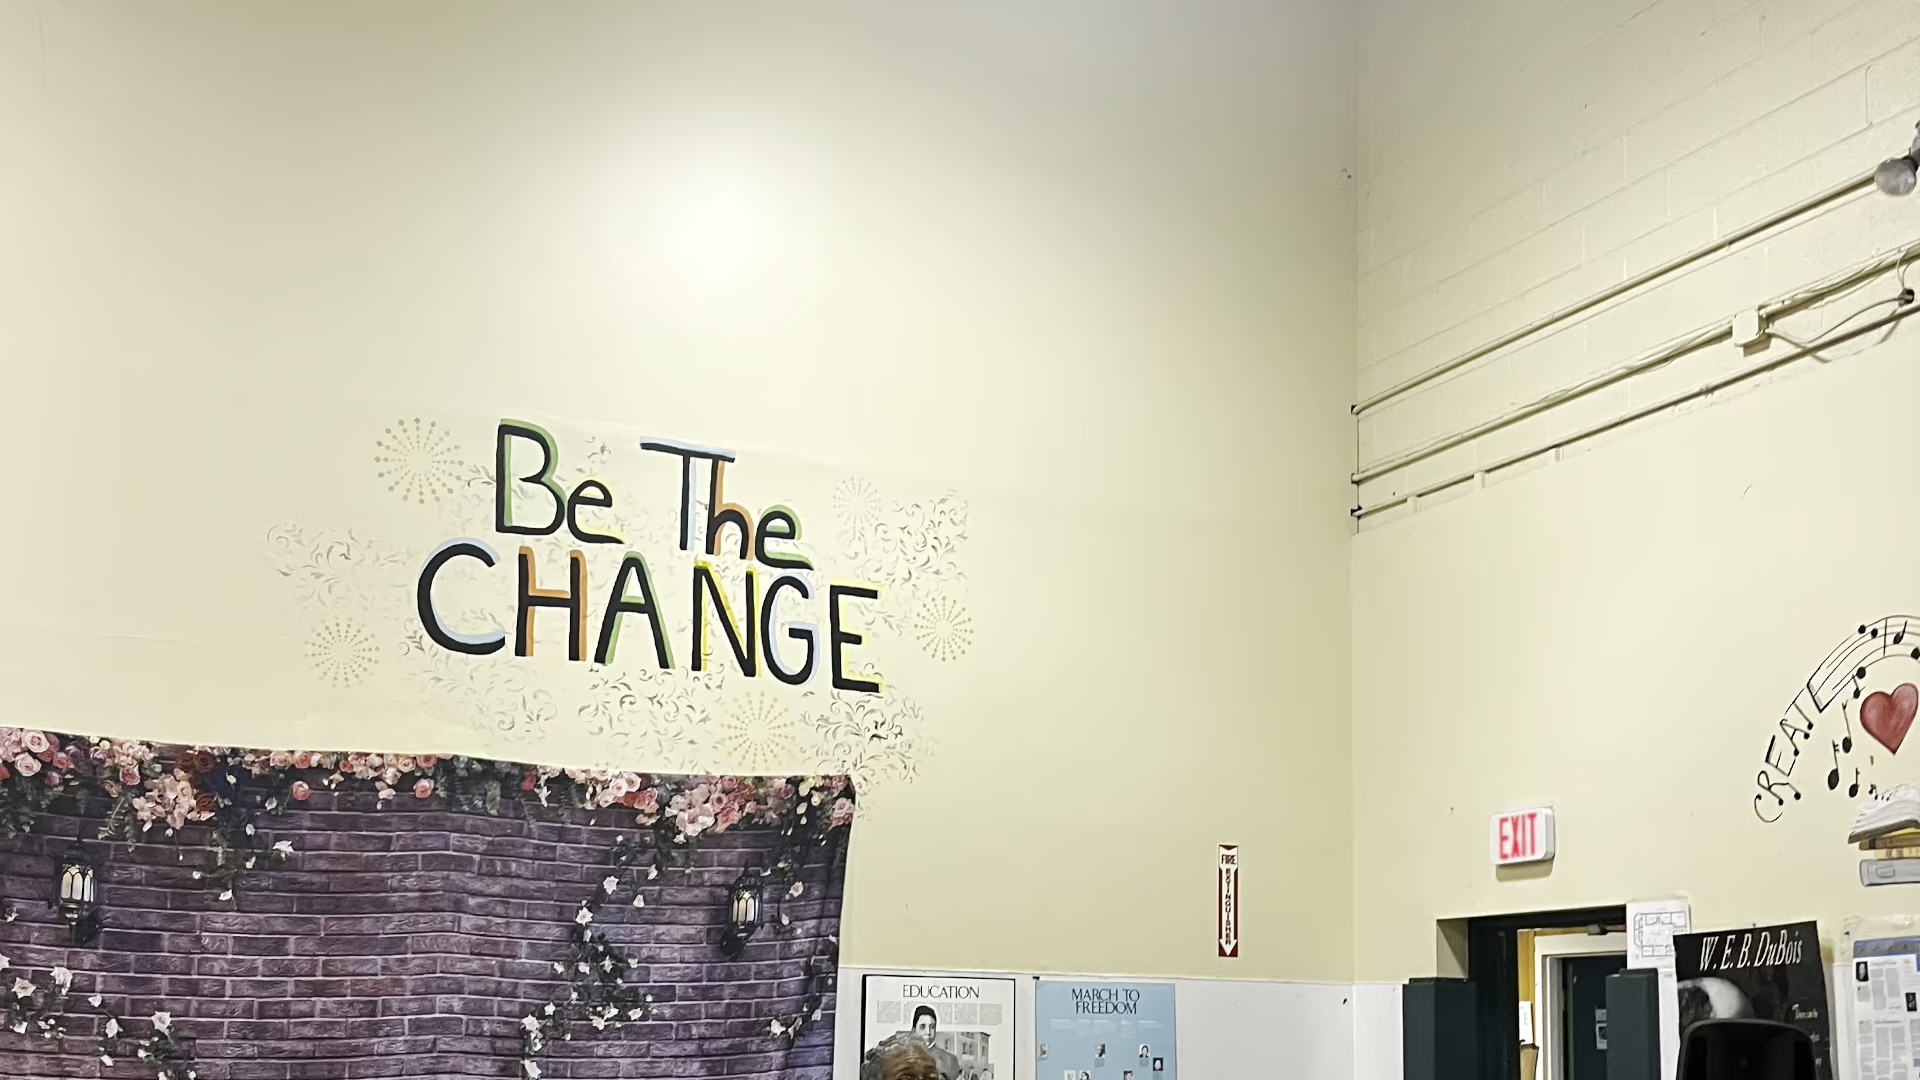 Be The
CHANGE
CREATE
EXIT
FIRE
EXTINGUISHER
W. E. B. DuBois
EDUCATION
MARCH TO
FREEDOM